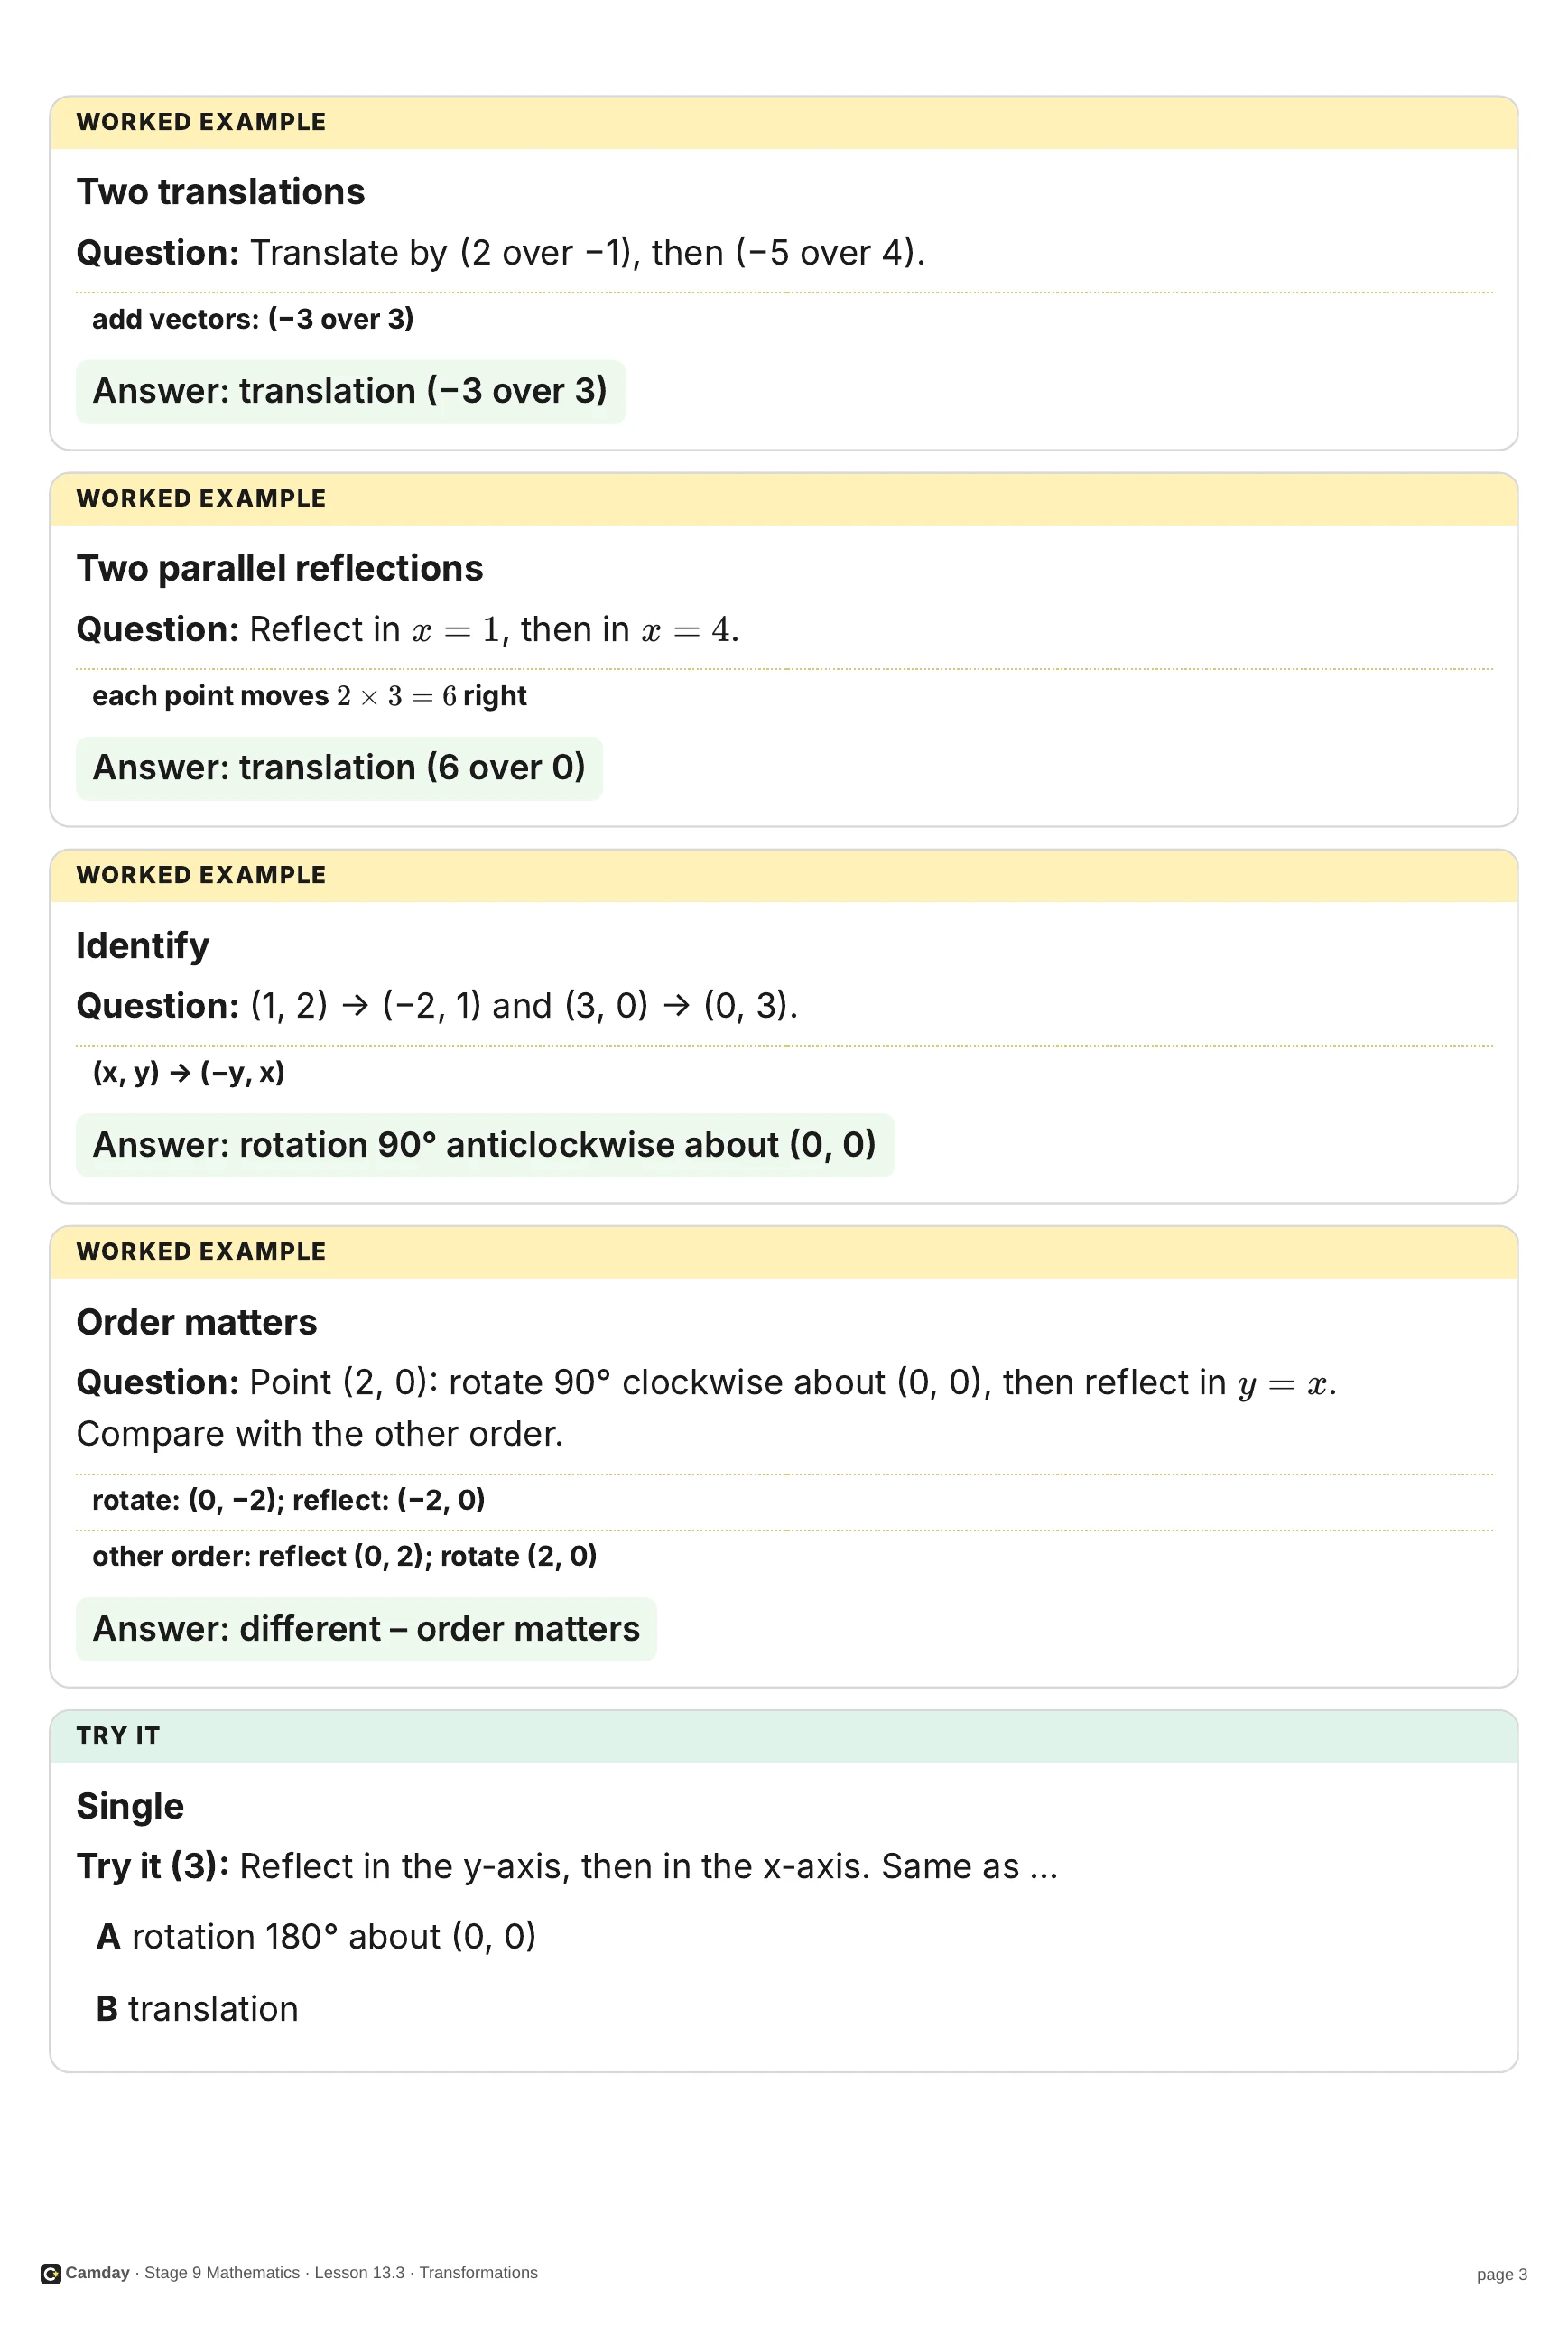 WORKED EXAMPLE
Two translations
Question: Translate by (2 over −1), then (−5 over 4).
add vectors: (−3 over 3)
Answer: translation (−3 over 3)
WORKED EXAMPLE
Two parallel reflections
Question: Reflect in x = 1, then in x = 4.
each point moves 2 × 3 = 6 right
Answer: translation (6 over 0)
WORKED EXAMPLE
Identify
Question: (1, 2) → (−2, 1) and (3, 0) → (0, 3).
(x, y) → (−y, x)
Answer: rotation 90° anticlockwise about (0, 0)
WORKED EXAMPLE
Order matters
Question: Point (2, 0): rotate 90° clockwise about (0, 0), then reflect in y = x.
Compare with the other order.
rotate: (0, −2); reflect: (−2, 0)
other order: reflect (0, 2); rotate (2, 0)
Answer: different – order matters
TRY IT
Single
Try it (3): Reflect in the y-axis, then in the x-axis. Same as ...
A rotation 180° about (0, 0)
B translation
Camday · Stage 9 Mathematics · Lesson 13.3 · Transformations
page 3